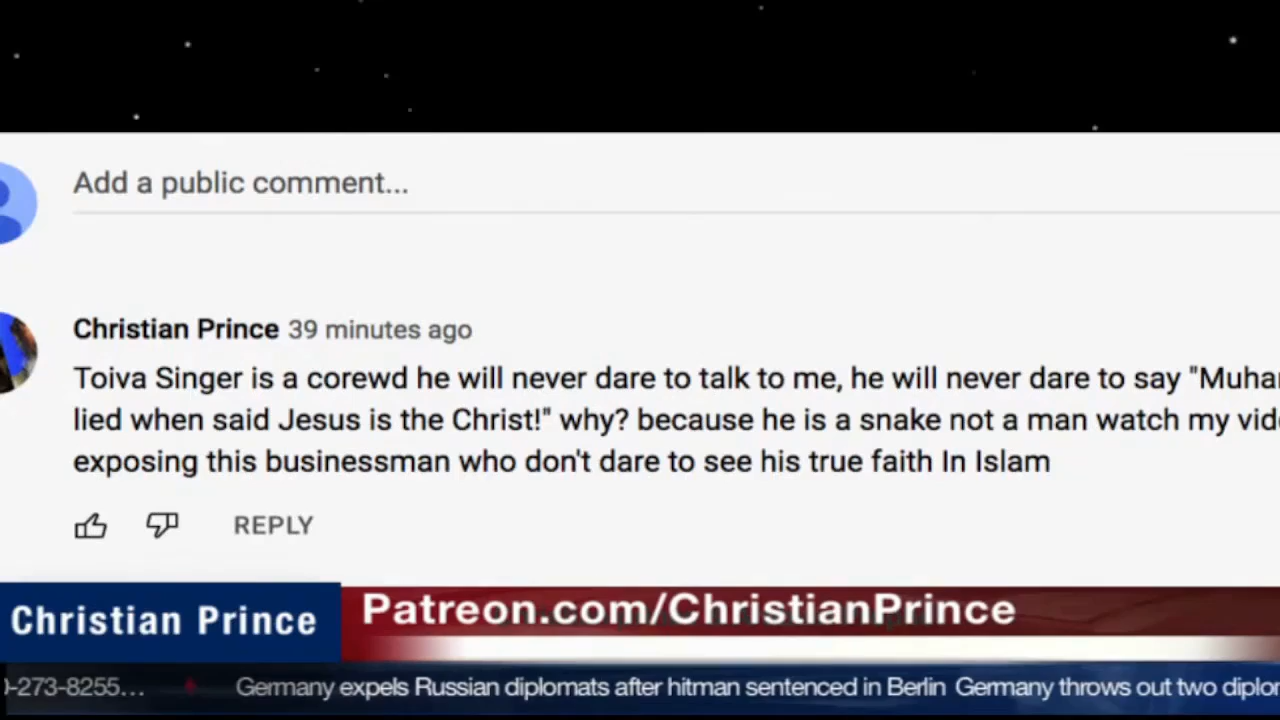 Add a public comment...
Christian Prince 39 minutes ago
Toiva Singer is a corewd he will never dare to talk to me, he will never dare to say
lied when said Jesus is the Christ!" why? because he is a snake not a man watch my
exposing this businessman who don't dare to see his true faith In Islam
REPLY
Christian Prince
Patreon.com/ChristianPrince
-273-8255... Germany expels Russian diplomats after hitman sentenced in Berlin Germany throws out two